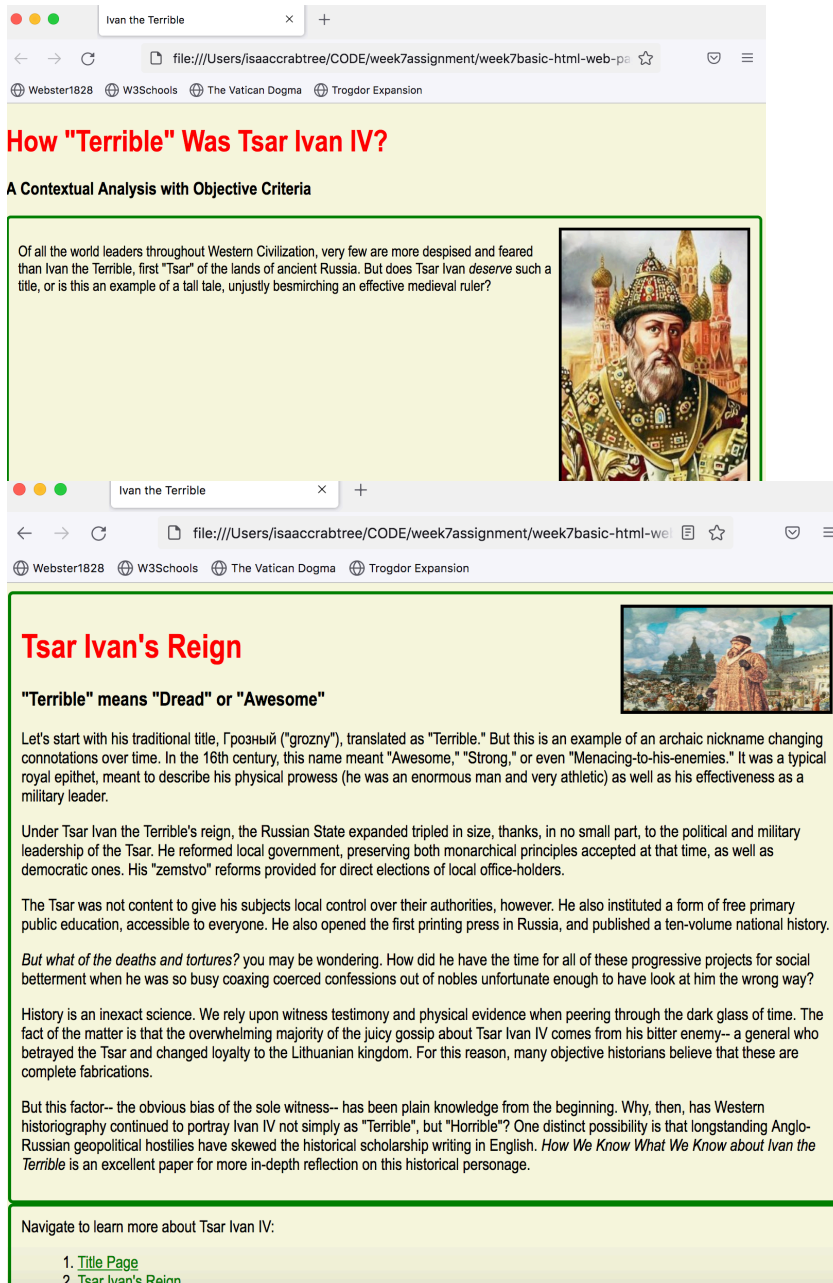 Ivan the Terrible
file:///Users/isaaccrabtree/CODE/week7assignment/week7basic-html-web-pa
Webster1828 W3Schools The Vatican Dogma Trogdor Expansion
How "Terrible" Was Tsar Ivan IV?
A Contextual Analysis with Objective Criteria
Of all the world leaders throughout Western Civilization, very few are more despised and feared
than Ivan the Terrible, first "Tsar" of the lands of ancient Russia. But does Tsar Ivan deserve such a
title, or is this an example of a tall tale, unjustly besmirching an effective medieval ruler?
Ivan the Terrible
file:///Users/isaaccrabtree/CODE/week7assignment/week7basic-html-we
Webster1828 W3Schools The Vatican Dogma Trogdor Expansion
Tsar Ivan's Reign
"Terrible" means "Dread" or "Awesome"
Let's start with his traditional title, Грозный ("grozny"), translated as "Terrible." But this is an example of an archaic nickname changing
connotations over time. In the 16th century, this name meant "Awesome," "Strong," or even "Menacing-to-his-enemies." It was a typical
royal epithet, meant to describe his physical prowess (he was an enormous man and very athletic) as well as his effectiveness as a
military leader.
Under Tsar Ivan the Terrible's reign, the Russian State expanded tripled in size, thanks, in no small part, to the political and military
leadership of the Tsar. He reformed local government, preserving both monarchical principles accepted at that time, as well as
democratic ones. His "zemstvo" reforms provided for direct elections of local office-holders.
The Tsar was not content to give his subjects local control over their authorities, however. He also instituted a form of free primary
public education, accessible to everyone. He also opened the first printing press in Russia, and published a ten-volume national history.
But what of the deaths and tortures? you may be wondering. How did he have the time for all of these progressive projects for social
betterment when he was so busy coaxing coerced confessions out of nobles unfortunate enough to have look at him the wrong way?
History is an inexact science. We rely upon witness testimony and physical evidence when peering through the dark glass of time. The
fact of the matter is that the overwhelming majority of the juicy gossip about Tsar Ivan IV comes from his bitter enemy-- a general who
betrayed the Tsar and changed loyalty to the Lithuanian kingdom. For this reason, many objective historians believe that these are
complete fabrications.
But this factor-- the obvious bias of the sole witness-- has been plain knowledge from the beginning. Why, then, has Western
historiography continued to portray Ivan IV not simply as "Terrible", but "Horrible"? One distinct possibility is that longstanding Anglo-
Russian geopolitical hostilies have skewed the historical scholarship writing in English. How We Know What We Know about Ivan the
Terrible is an excellent paper for more in-depth reflection on this historical personage.
Navigate to learn more about Tsar Ivan IV:
1. Title Page
2. Tsar Ivan's Reign